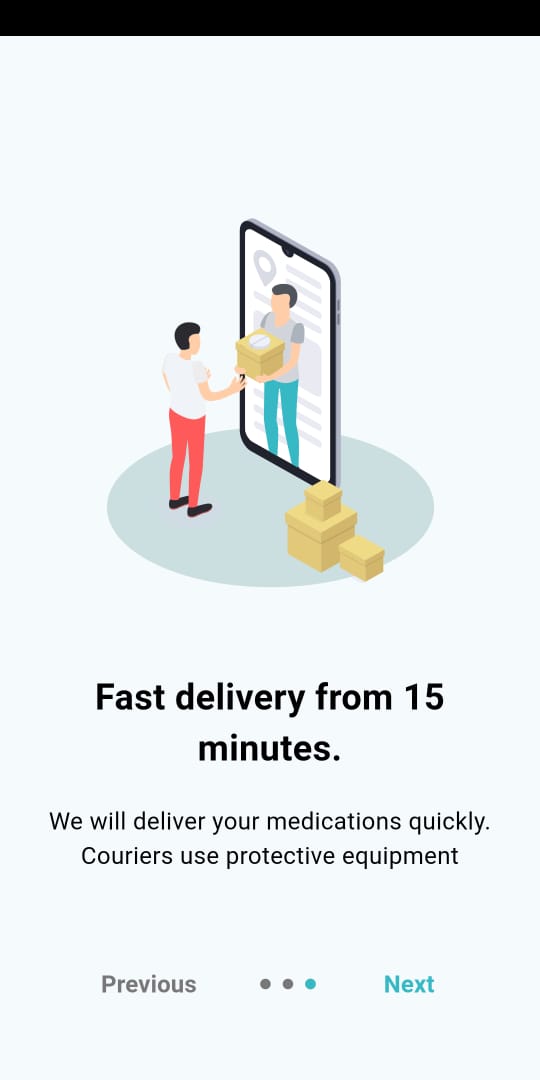 Fast delivery from 15
minutes.
We will deliver your medications quickly.
Couriers use protective equipment
Previous
Next